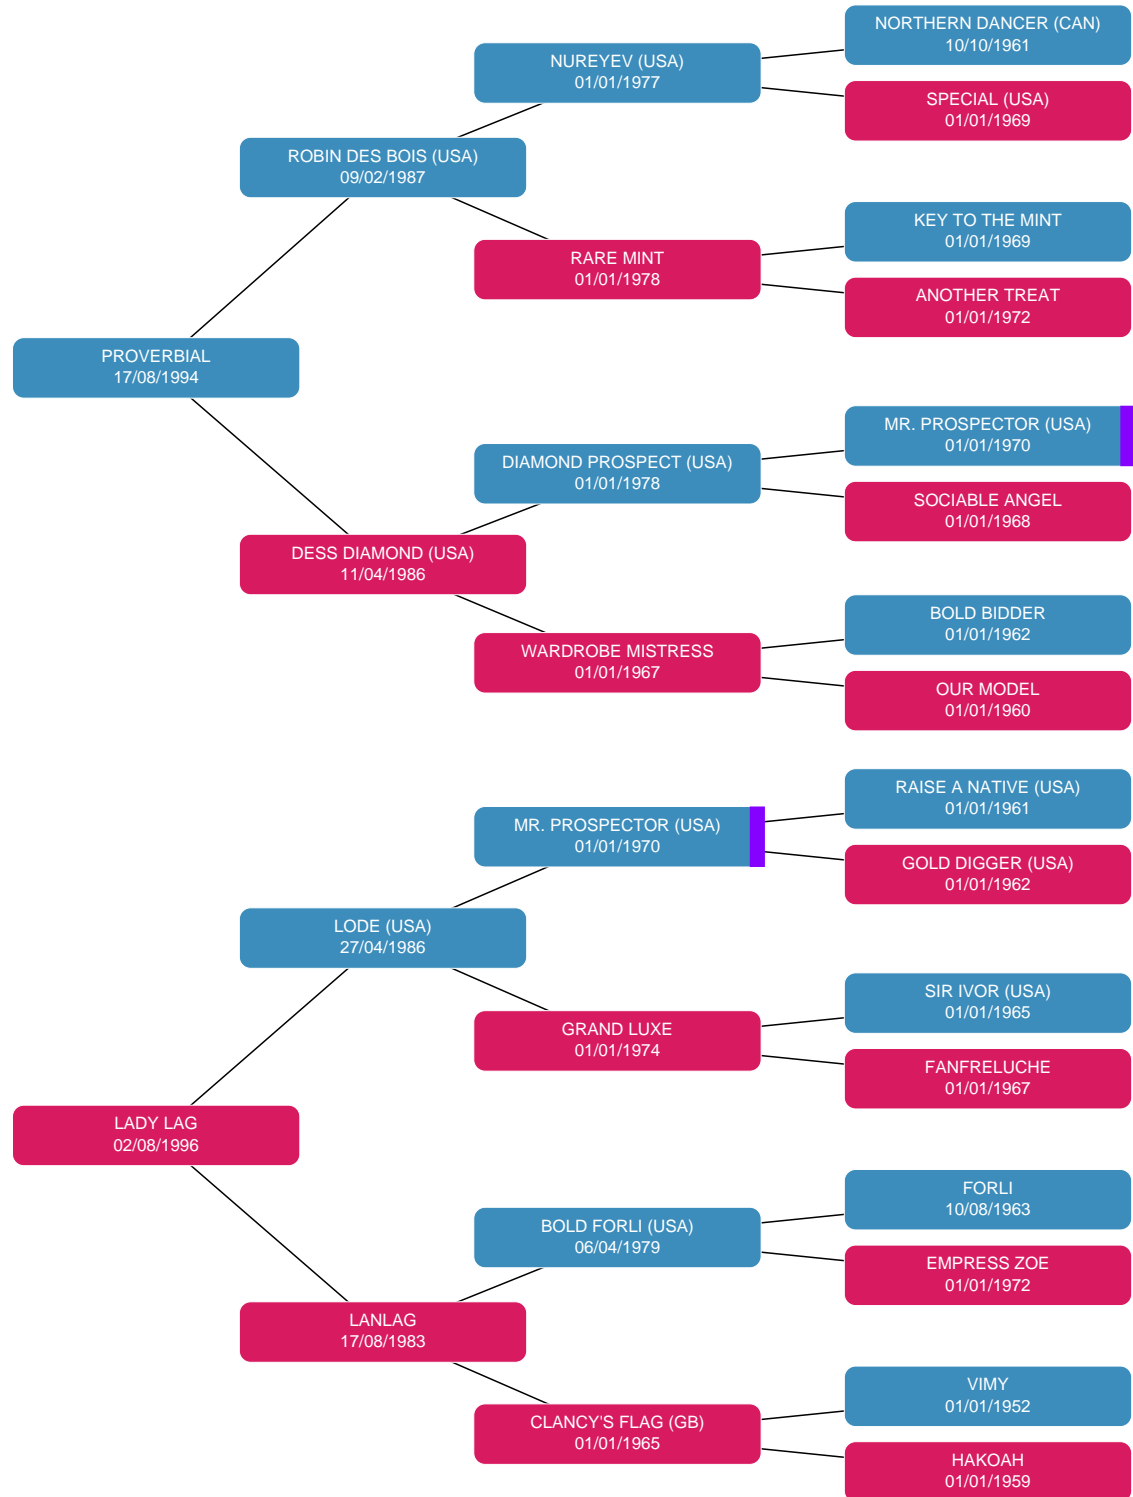 NORTHERN DANCER (CAN)
10/10/1961
NUREYEV (USA)
01/01/1977
SPECIAL (USA)
01/01/1969
ROBIN DES BOIS (USA)
09/02/1987
KEY TO THE MINT
01/01/1969
RARE MINT
01/01/1978
ANOTHER TREAT
01/01/1972
PROVERBIAL
17/08/1994
MR. PROSPECTOR (USA)
01/01/1970
DIAMOND PROSPECT (USA)
01/01/1978
SOCIABLE ANGEL
01/01/1968
DESS DIAMOND (USA)
11/04/1986
BOLD BIDDER
01/01/1962
WARDROBE MISTRESS
01/01/1967
OUR MODEL
01/01/1960
RAISE A NATIVE (USA)
01/01/1961
MR. PROSPECTOR (USA)
01/01/1970
GOLD DIGGER (USA)
01/01/1962
LODE (USA)
27/04/1986
SIR IVOR (USA)
01/01/1965
GRAND LUXE
01/01/1974
FANFRELUCHE
01/01/1967
LADY LAG
02/08/1996
FORLI
10/08/1963
BOLD FORLI (USA)
06/04/1979
EMPRESS ZOE
01/01/1972
LANLAG
17/08/1983
VIMY
01/01/1952
CLANCY'S FLAG (GB)
01/01/1965
HAKOAH
01/01/1959